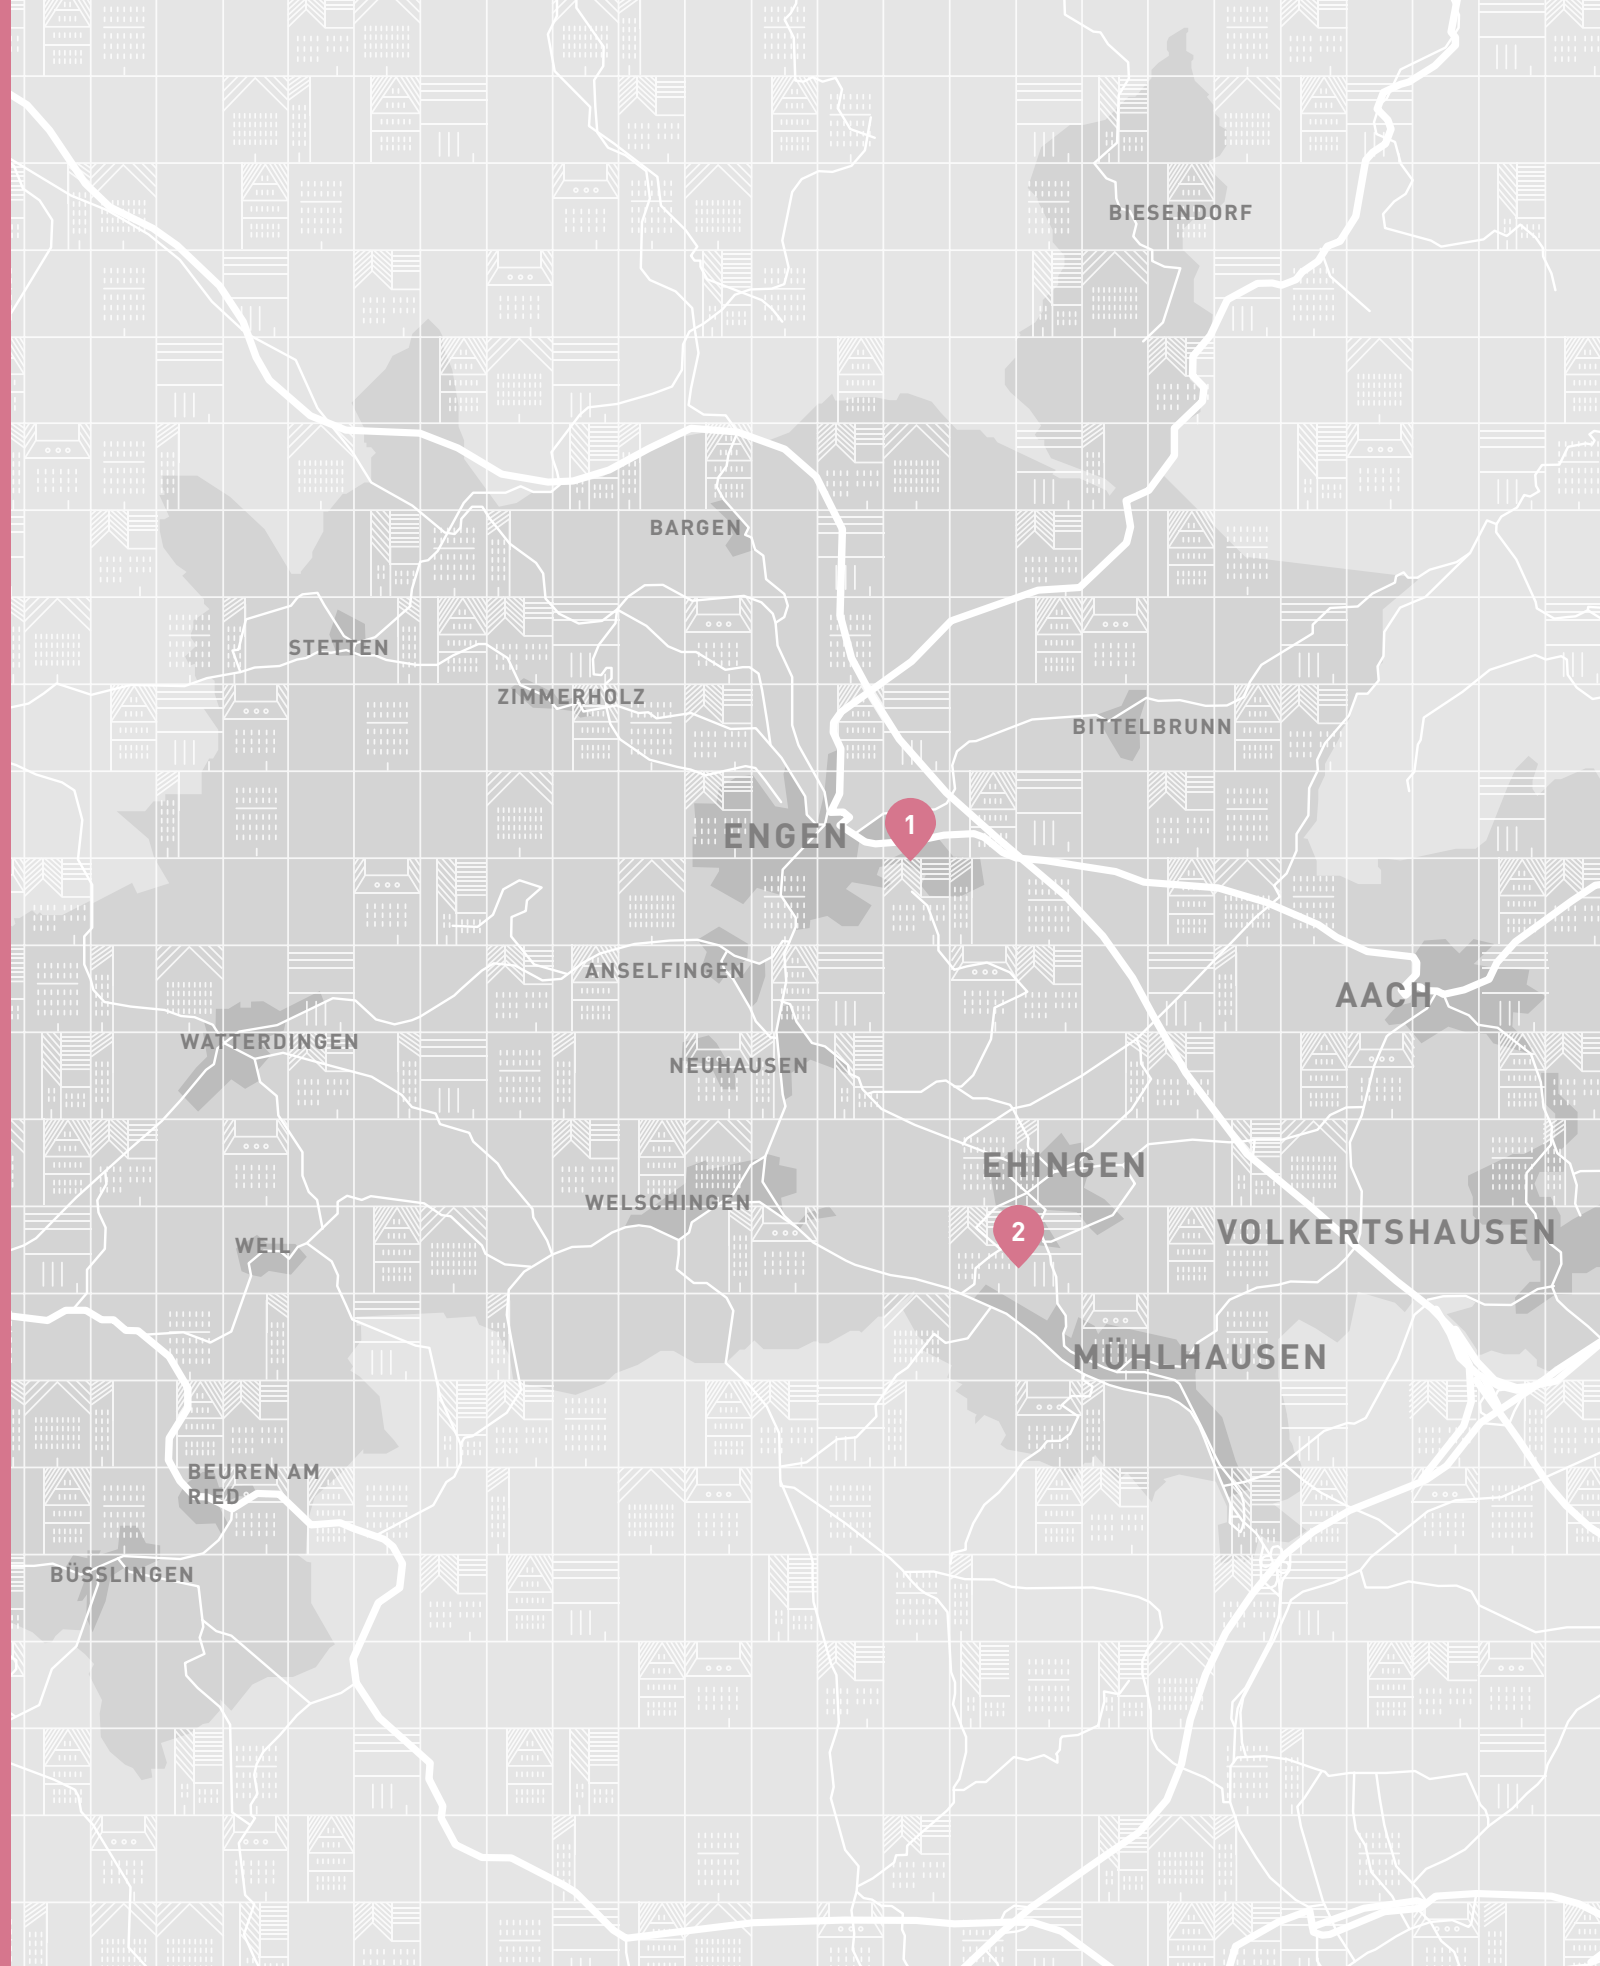 BIESENDORF
BARGEN
STETTEN
ZIMMERHOLZ
BITTELBRUNN
1
ENGEN
ANSELFINGEN
AACH
WATTERDINGEN
NEUHAUSEN
EHINGEN
WELSCHINGEN
2
VOLKERTSHAUSEN
WEIL
MÜHLHAUSEN
BEUREN AM
RIED
BÜSSLINGEN